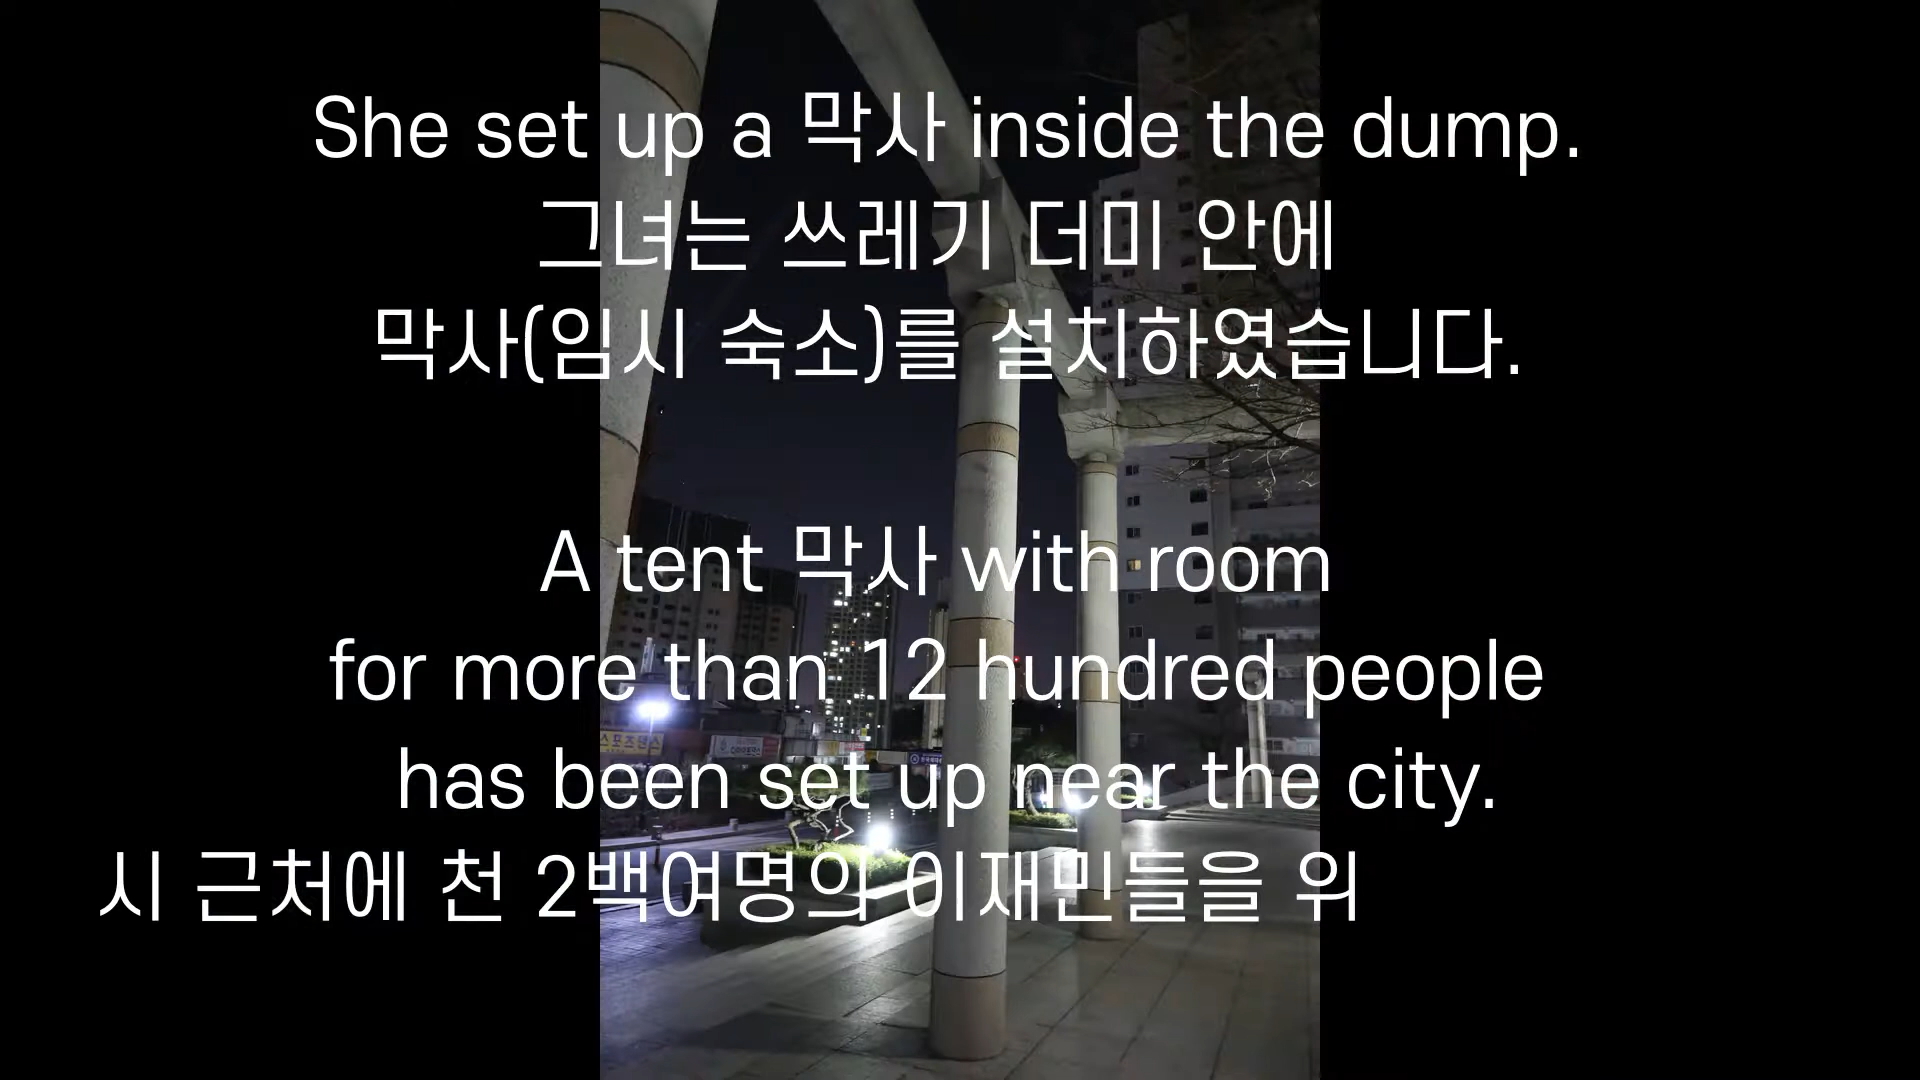 She set up a 막사 inside the dump.
그녀는 쓰레기 더미 안에
막사(임시 숙소)를 설치하였습니다.
A tent 막사 with room
for more than 12 hundred people
has been set up near the city.
시 근처에 천 2백여명의 이재민들을 위